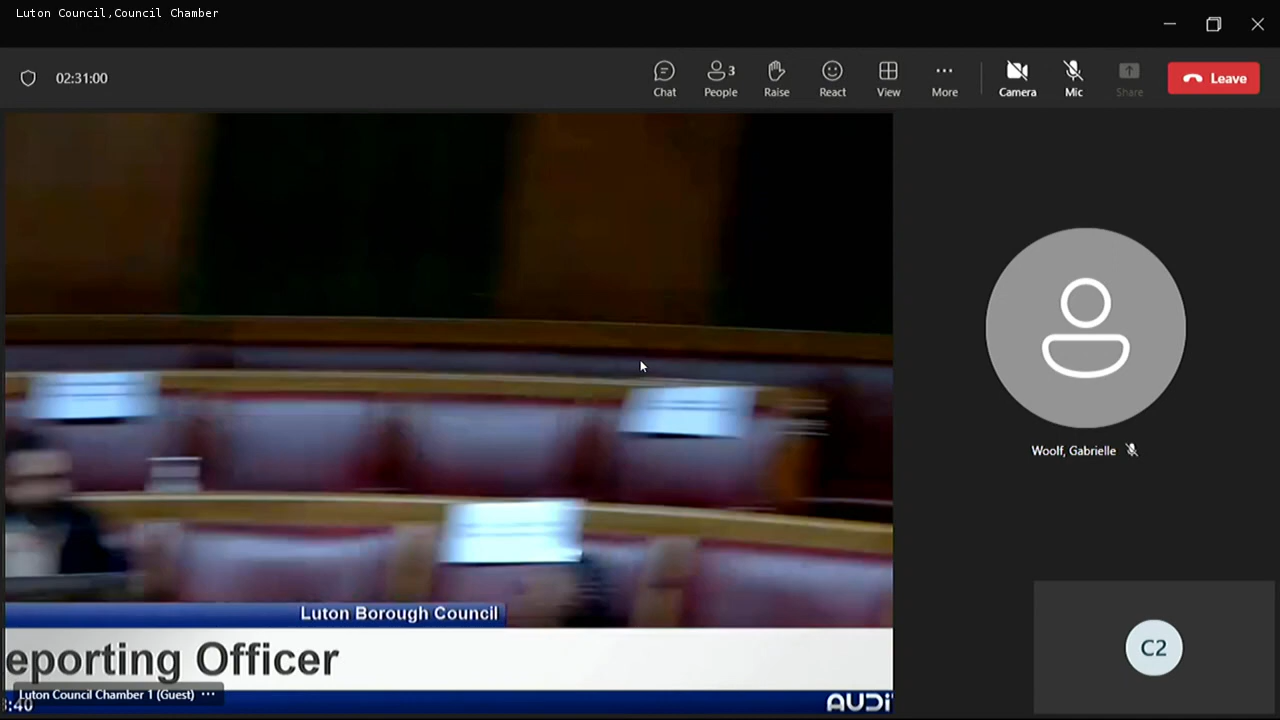 Luton Council,Council Chamber
02:31:00
Chat
People 3
Raise
React
View
More
Camera
Mic
Share
Leave
Woolf, Gabrielle
Luton Borough Council
eporting Officer
Luton Council Chamber 1 (Guest) ...
:40
AUDi
C2